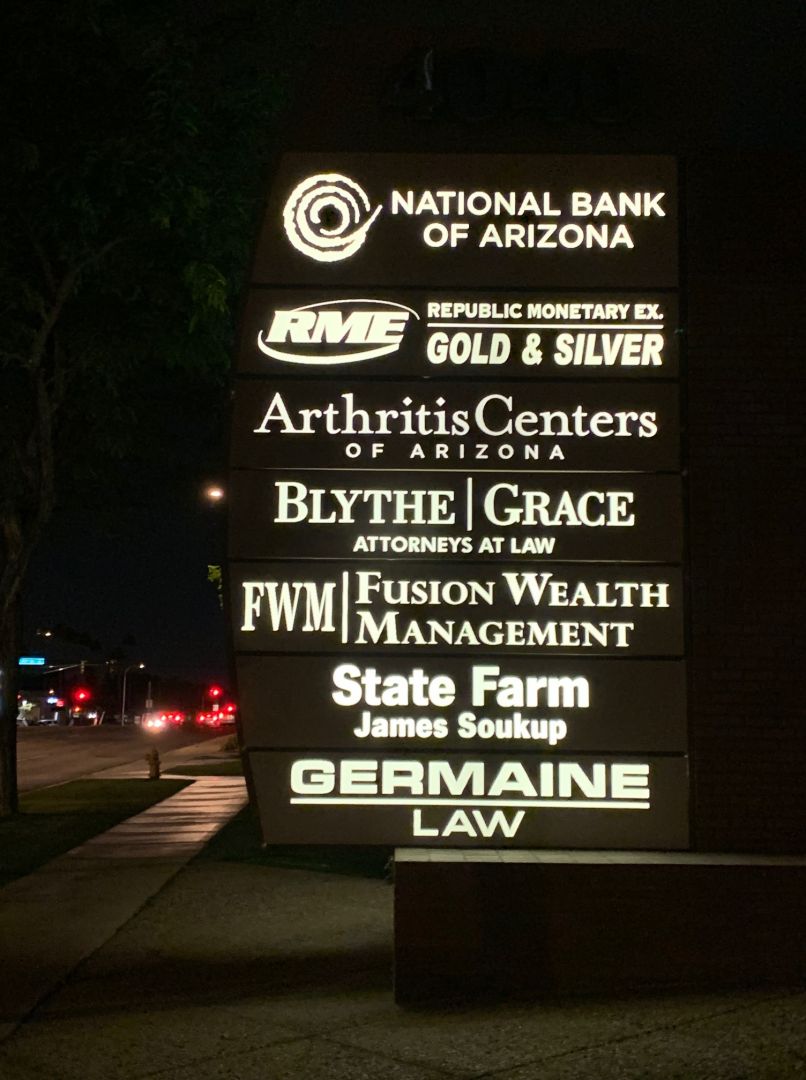 NATIONAL BANK
OF ARIZONA
RME
REPUBLIC MONETARY EX.
GOLD & SILVER
Arthritis Centers
OF ARIZONA
BLYTHE | GRACE
ATTORNEYS AT LAW
FWM | FUSION WEALTH
MANAGEMENT
State Farm
James Soukup
GERMAINE
LAW